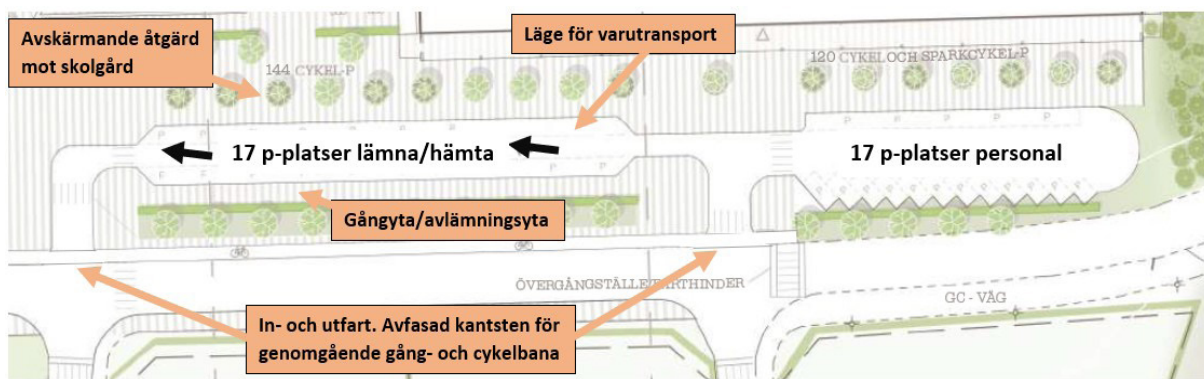 Avskärmande åtgärd
mot skolgård
Läge för varutransport
144 CYKEL-P
120 CYKEL OCH SPARKCYKEL-P
P P P P P P
17 p-platser lämna/hämta
17 p-platser personal
Gångyta/avlämningsyta
ÖVERGÅNGSTÄLLE FARTHINDER
GC - VÄG
In- och utfart. Avfasad kantsten för
genomgående gång- och cykelbana